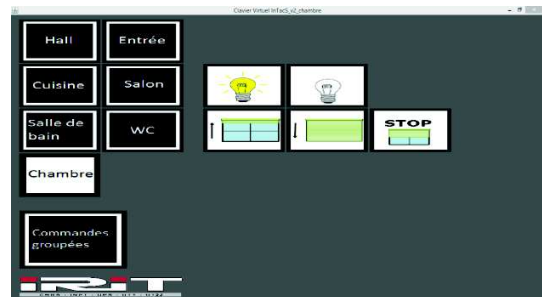 Clavier Virtuel InTacS_v2_chambre
Hall
Entrée
Cuisine
Salon
Salle de
bain
WC
STOP
Chambre
Commandes
groupées
IRIT